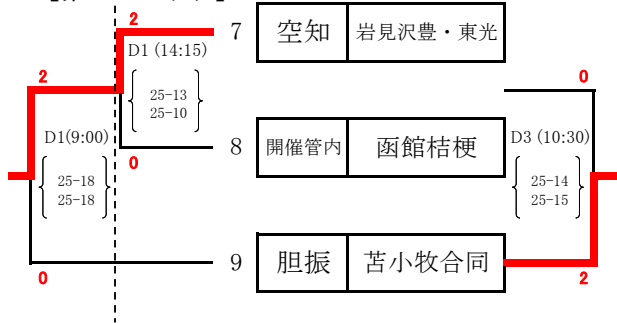 2
7 空知 岩見沢豊・東光
D1 (14:15)
2
0
25-13
25-10
D1(9:00)
8 開催管内 函館桔梗
D3 (10:30)
0
25-18
25-18
25-14
25-15
9 胆振 苫小牧合同
0
2